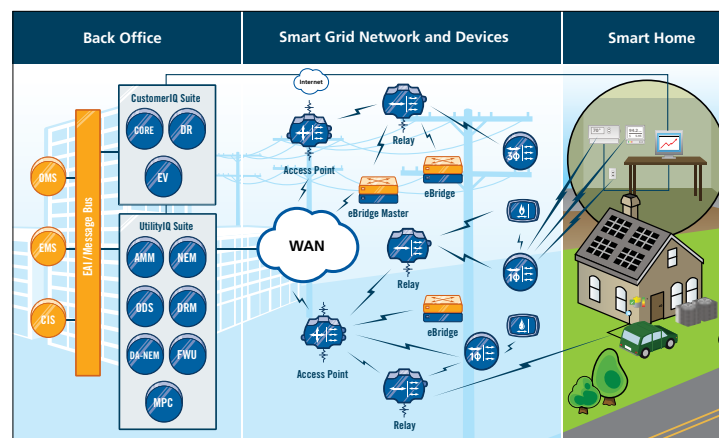 Back Office
Smart Grid Network and Devices
Smart Home
Internet
CustomerIQ Suite
CORE
DR
EV
OMS
EMS
CIS
EAI/Message Bus
UtilityIQ Suite
AMM
NEM
ODS
DRM
DA-NEM
FWU
MPC
WAN
Access Point
Relay
eBridge
eBridge Master
3Φ
Relay
1Φ
eBridge
1Φ
Access Point
Relay